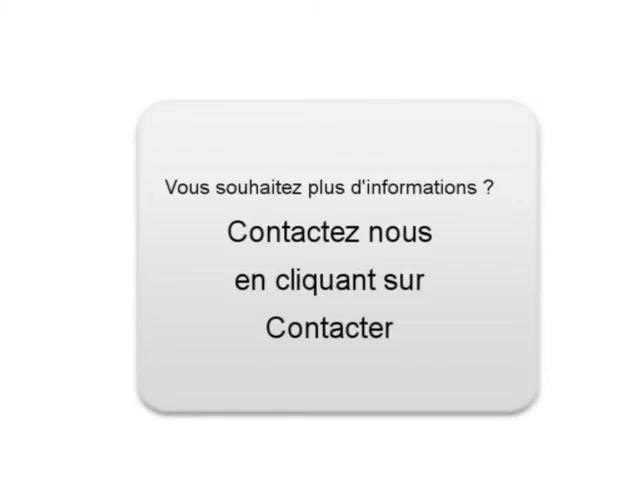 Vous souhaitez plus d'informations ?
Contactez nous
en cliquant sur
Contacter